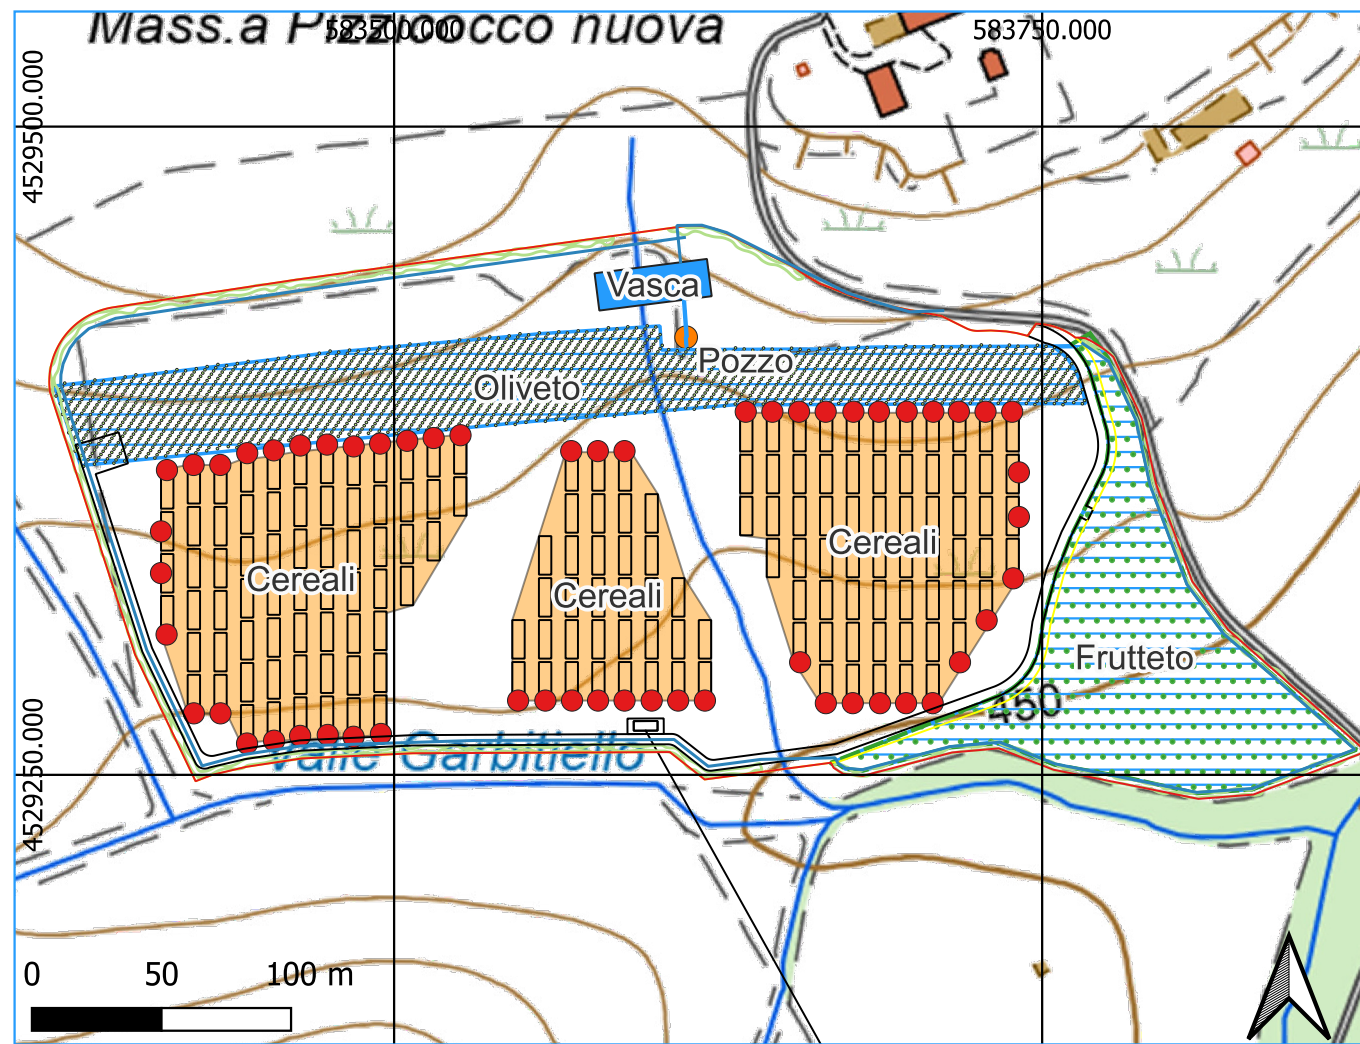 Mass.a Pizzicocco nuova
583500.000
583750.000
4529500.000
Vasca
Pozzo
Oliveto
Cereali
Cereali
Cereali
Frutteto
450
4529250.000
Valle Garbitiello
0 50 100 m